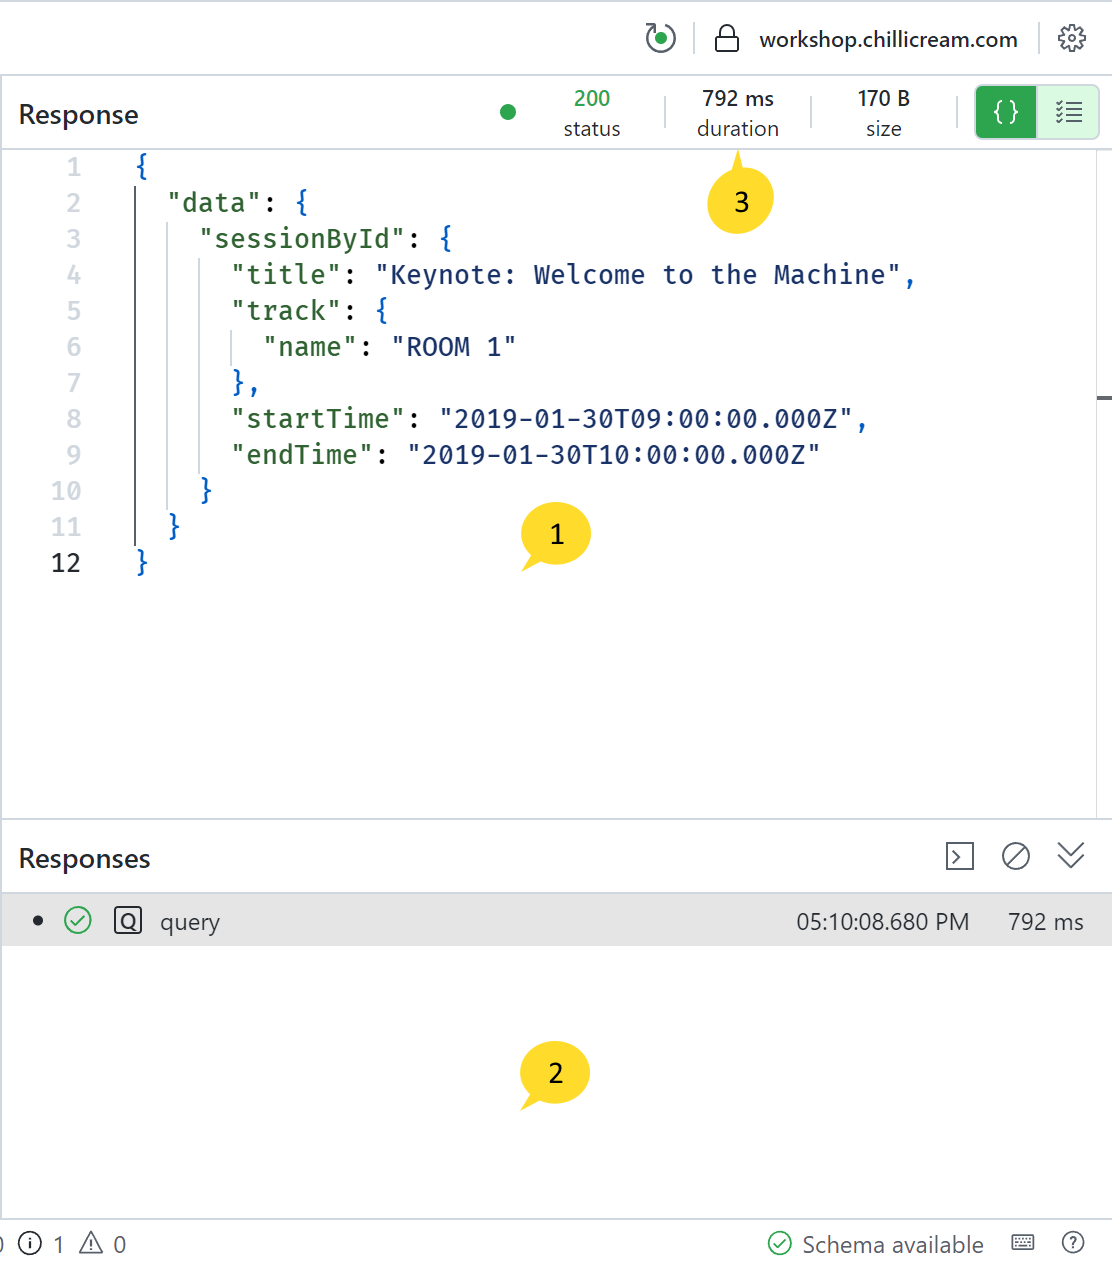 workshop.chillicream.com
Response
200
status
792 ms
duration
170 B
size
{}
3
1 {
2 "data": {
3 "sessionById": {
4 "title": "Keynote: Welcome to the Machine",
5 "track": {
6 "name": "ROOM 1"
7 },
8 "startTime": "2019-01-30T09:00:00.000Z",
9 "endTime": "2019-01-30T10:00:00.000Z"
10 }
11 }
12 }
1
Responses
Q query 05:10:08.680 PM 792 ms
2
1 0 Schema available